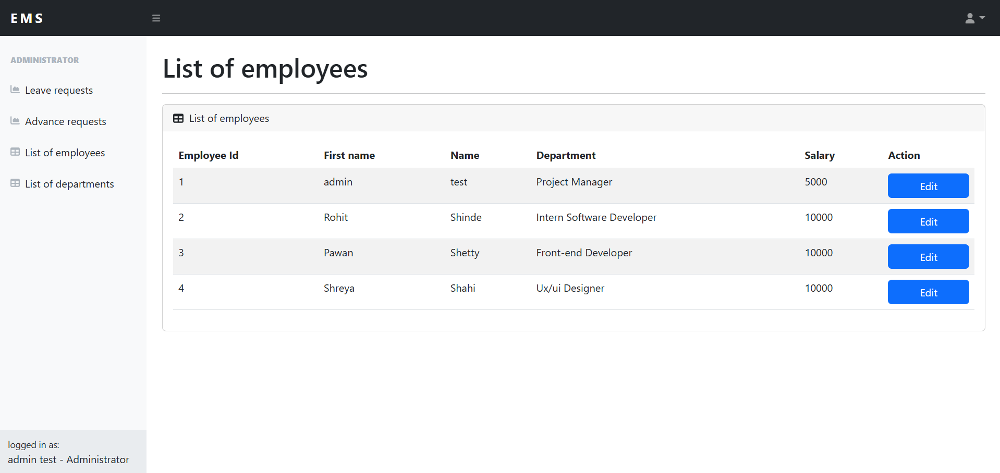 EMS
ADMINISTRATOR
Leave requests
Advance requests
List of employees
List of departments
logged in as:
admin test - Administrator
List of employees
List of employees
Employee Id First name Name Department Salary Action
1 admin test Project Manager 5000 Edit
2 Rohit Shinde Intern Software Developer 10000 Edit
3 Pawan Shetty Front-end Developer 10000 Edit
4 Shreya Shahi Ux/ui Designer 10000 Edit